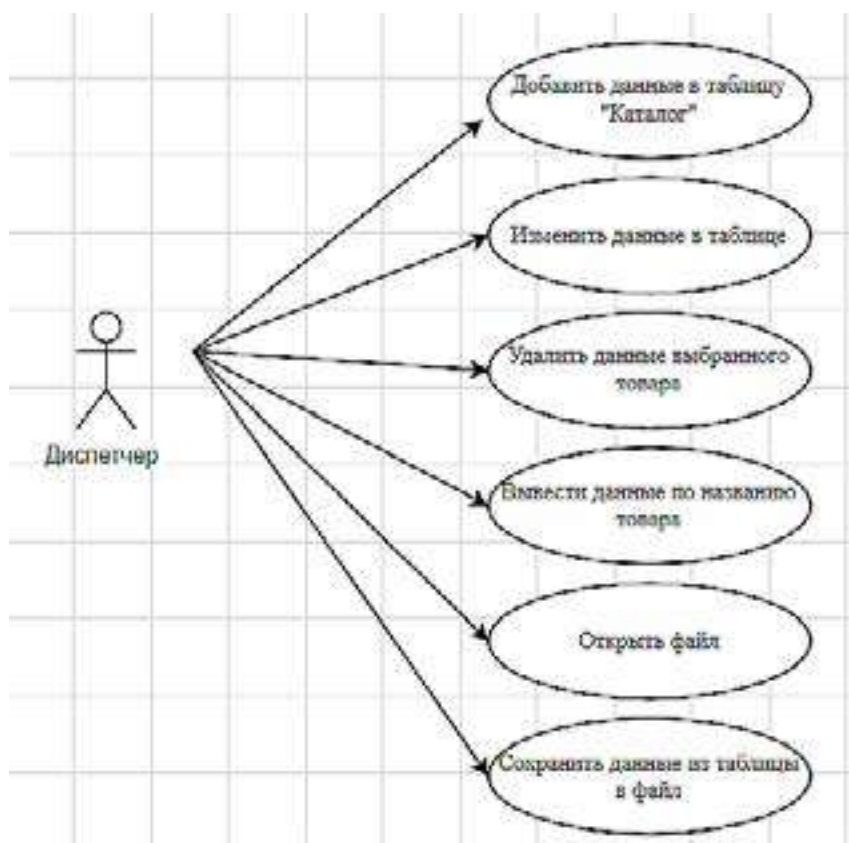 Добавить данные в таблицу
"Каталог"
Изменить данные в таблице
Удалить данные выбранного
товара
Диспетчер
Вывести данные по названию
товара
Открыть файл
Сохранить данные из таблицы
в файл